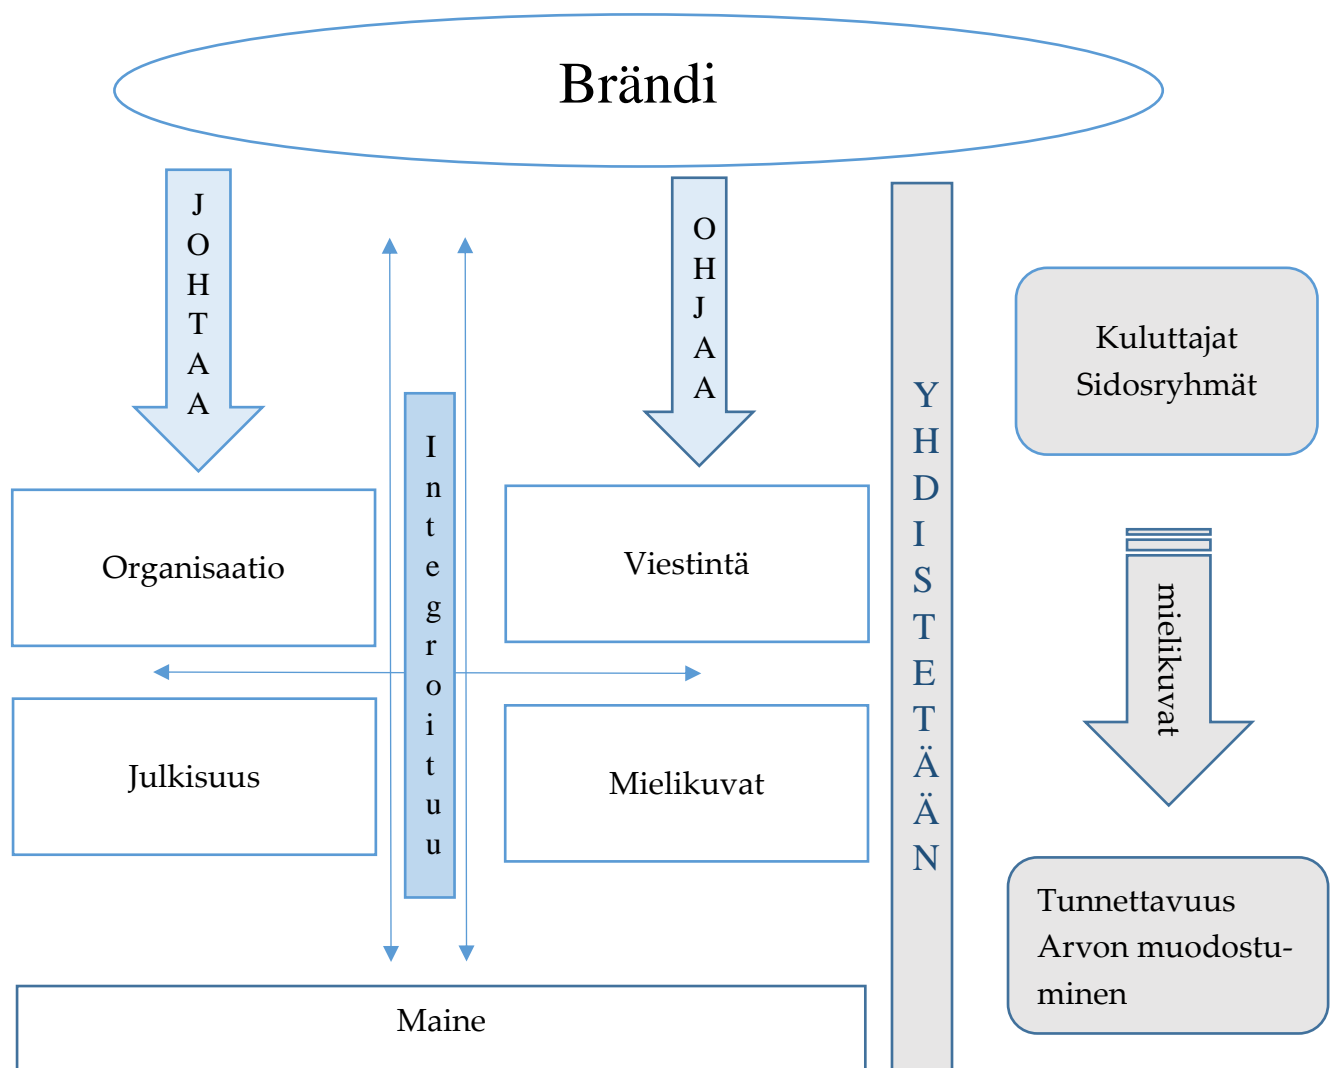 Brändi
JOHTAA
OHJAA
Integroituu
YHDISTETÄÄN
Organisaatio
Viestintä
Julkisuus
Mielikuvat
Maine
Kuluttajat
Sidosryhmät
mielikuvat
Tunnettavuus
Arvon muodostu-
minen